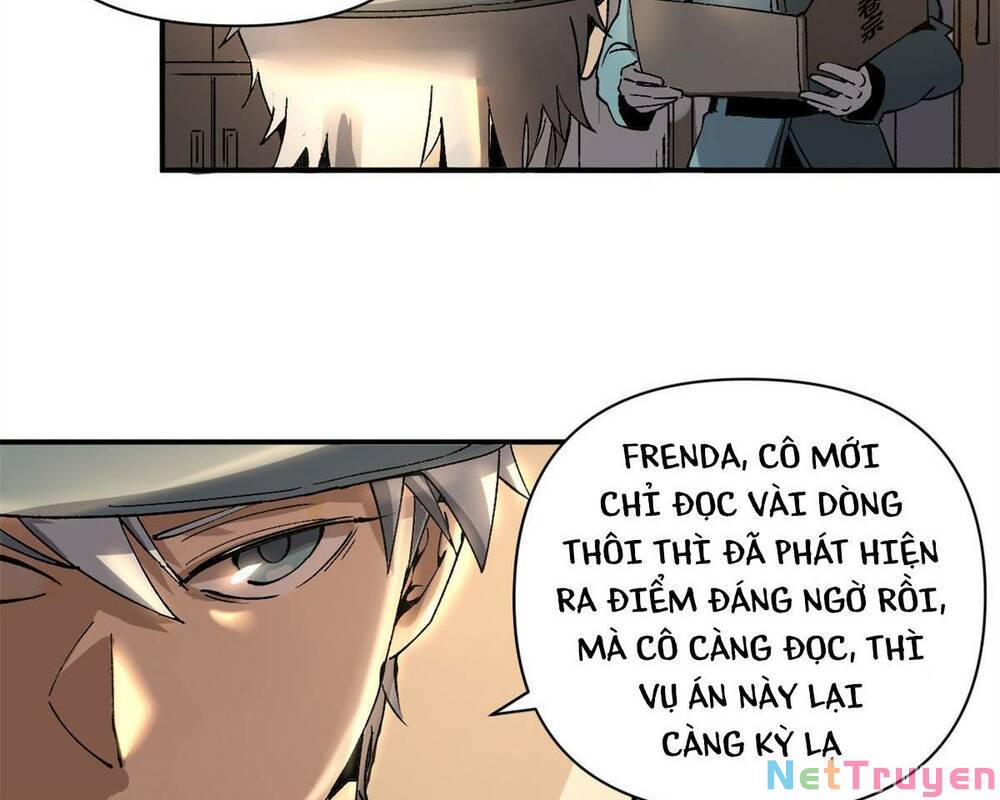 FRENDA, CÔ MỚI
CHỈ ĐỌC VÀI DÒNG
THÔI THÌ ĐÃ PHÁT HIỆN
RA ĐIỂM ĐÁNG NGỜ RỒI,
MÀ CÔ CÀNG ĐỌC, THÌ
VỤ ÁN NÀY LẠI
CÀNG KỲ LẠ
NetTruyen